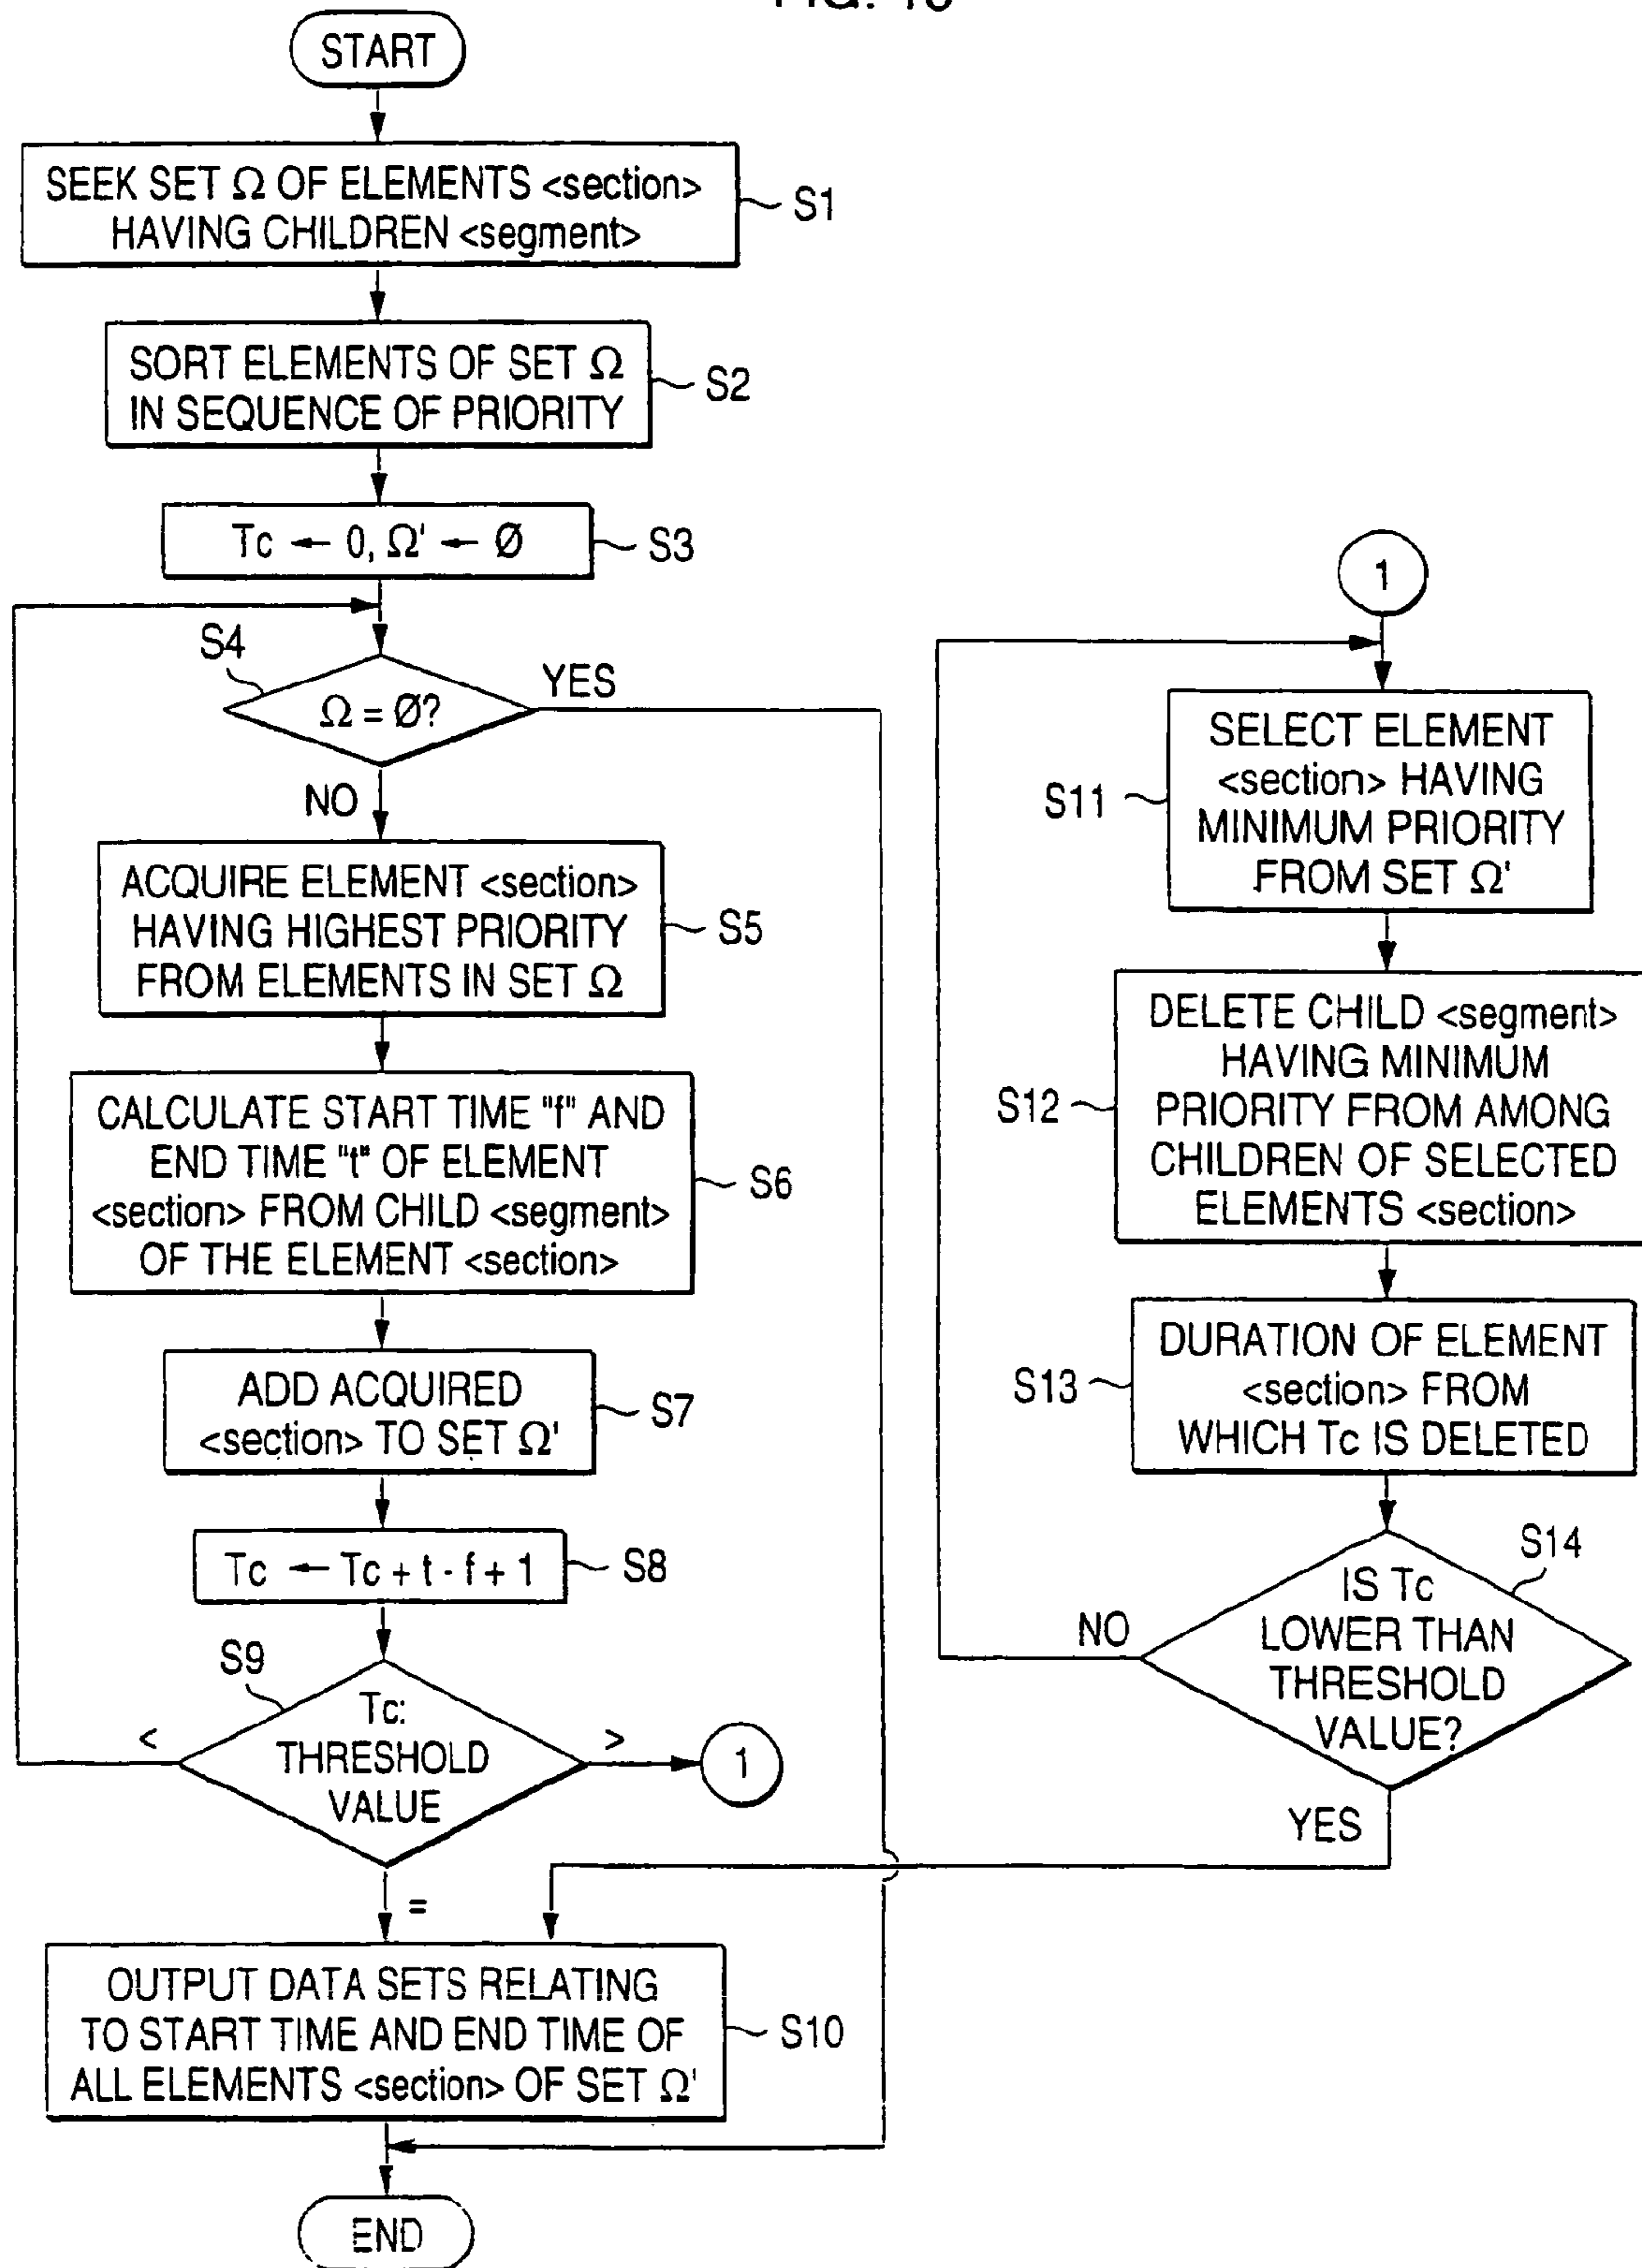 START
SEEK SET Ω OF ELEMENTS <section>
HAVING CHILDREN <segment>
S1
SORT ELEMENTS OF SET Ω
IN SEQUENCE OF PRIORITY
S2
Tc ← 0, Ω' ← Ø
S3
S4
Ω = Ø?
YES
NO
ACQUIRE ELEMENT <section>
HAVING HIGHEST PRIORITY
FROM ELEMENTS IN SET Ω
S5
CALCULATE START TIME "f" AND
END TIME "t" OF ELEMENT
<section> FROM CHILD <segment>
OF THE ELEMENT <section>
S6
ADD ACQUIRED
<section> TO SET Ω'
S7
Tc ← Tc + t - f + 1
S8
S9
Tc:
THRESHOLD
VALUE
<
>
1
=
OUTPUT DATA SETS RELATING
TO START TIME AND END TIME OF
ALL ELEMENTS <section> OF SET Ω'
S10
END
1
SELECT ELEMENT
<section> HAVING
MINIMUM PRIORITY
FROM SET Ω'
S11
DELETE CHILD <segment>
HAVING MINIMUM
PRIORITY FROM AMONG
CHILDREN OF SELECTED
ELEMENTS <section>
S12
DURATION OF ELEMENT
<section> FROM
WHICH Tc IS DELETED
S13
S14
IS Tc
LOWER THAN
THRESHOLD
VALUE?
NO
YES